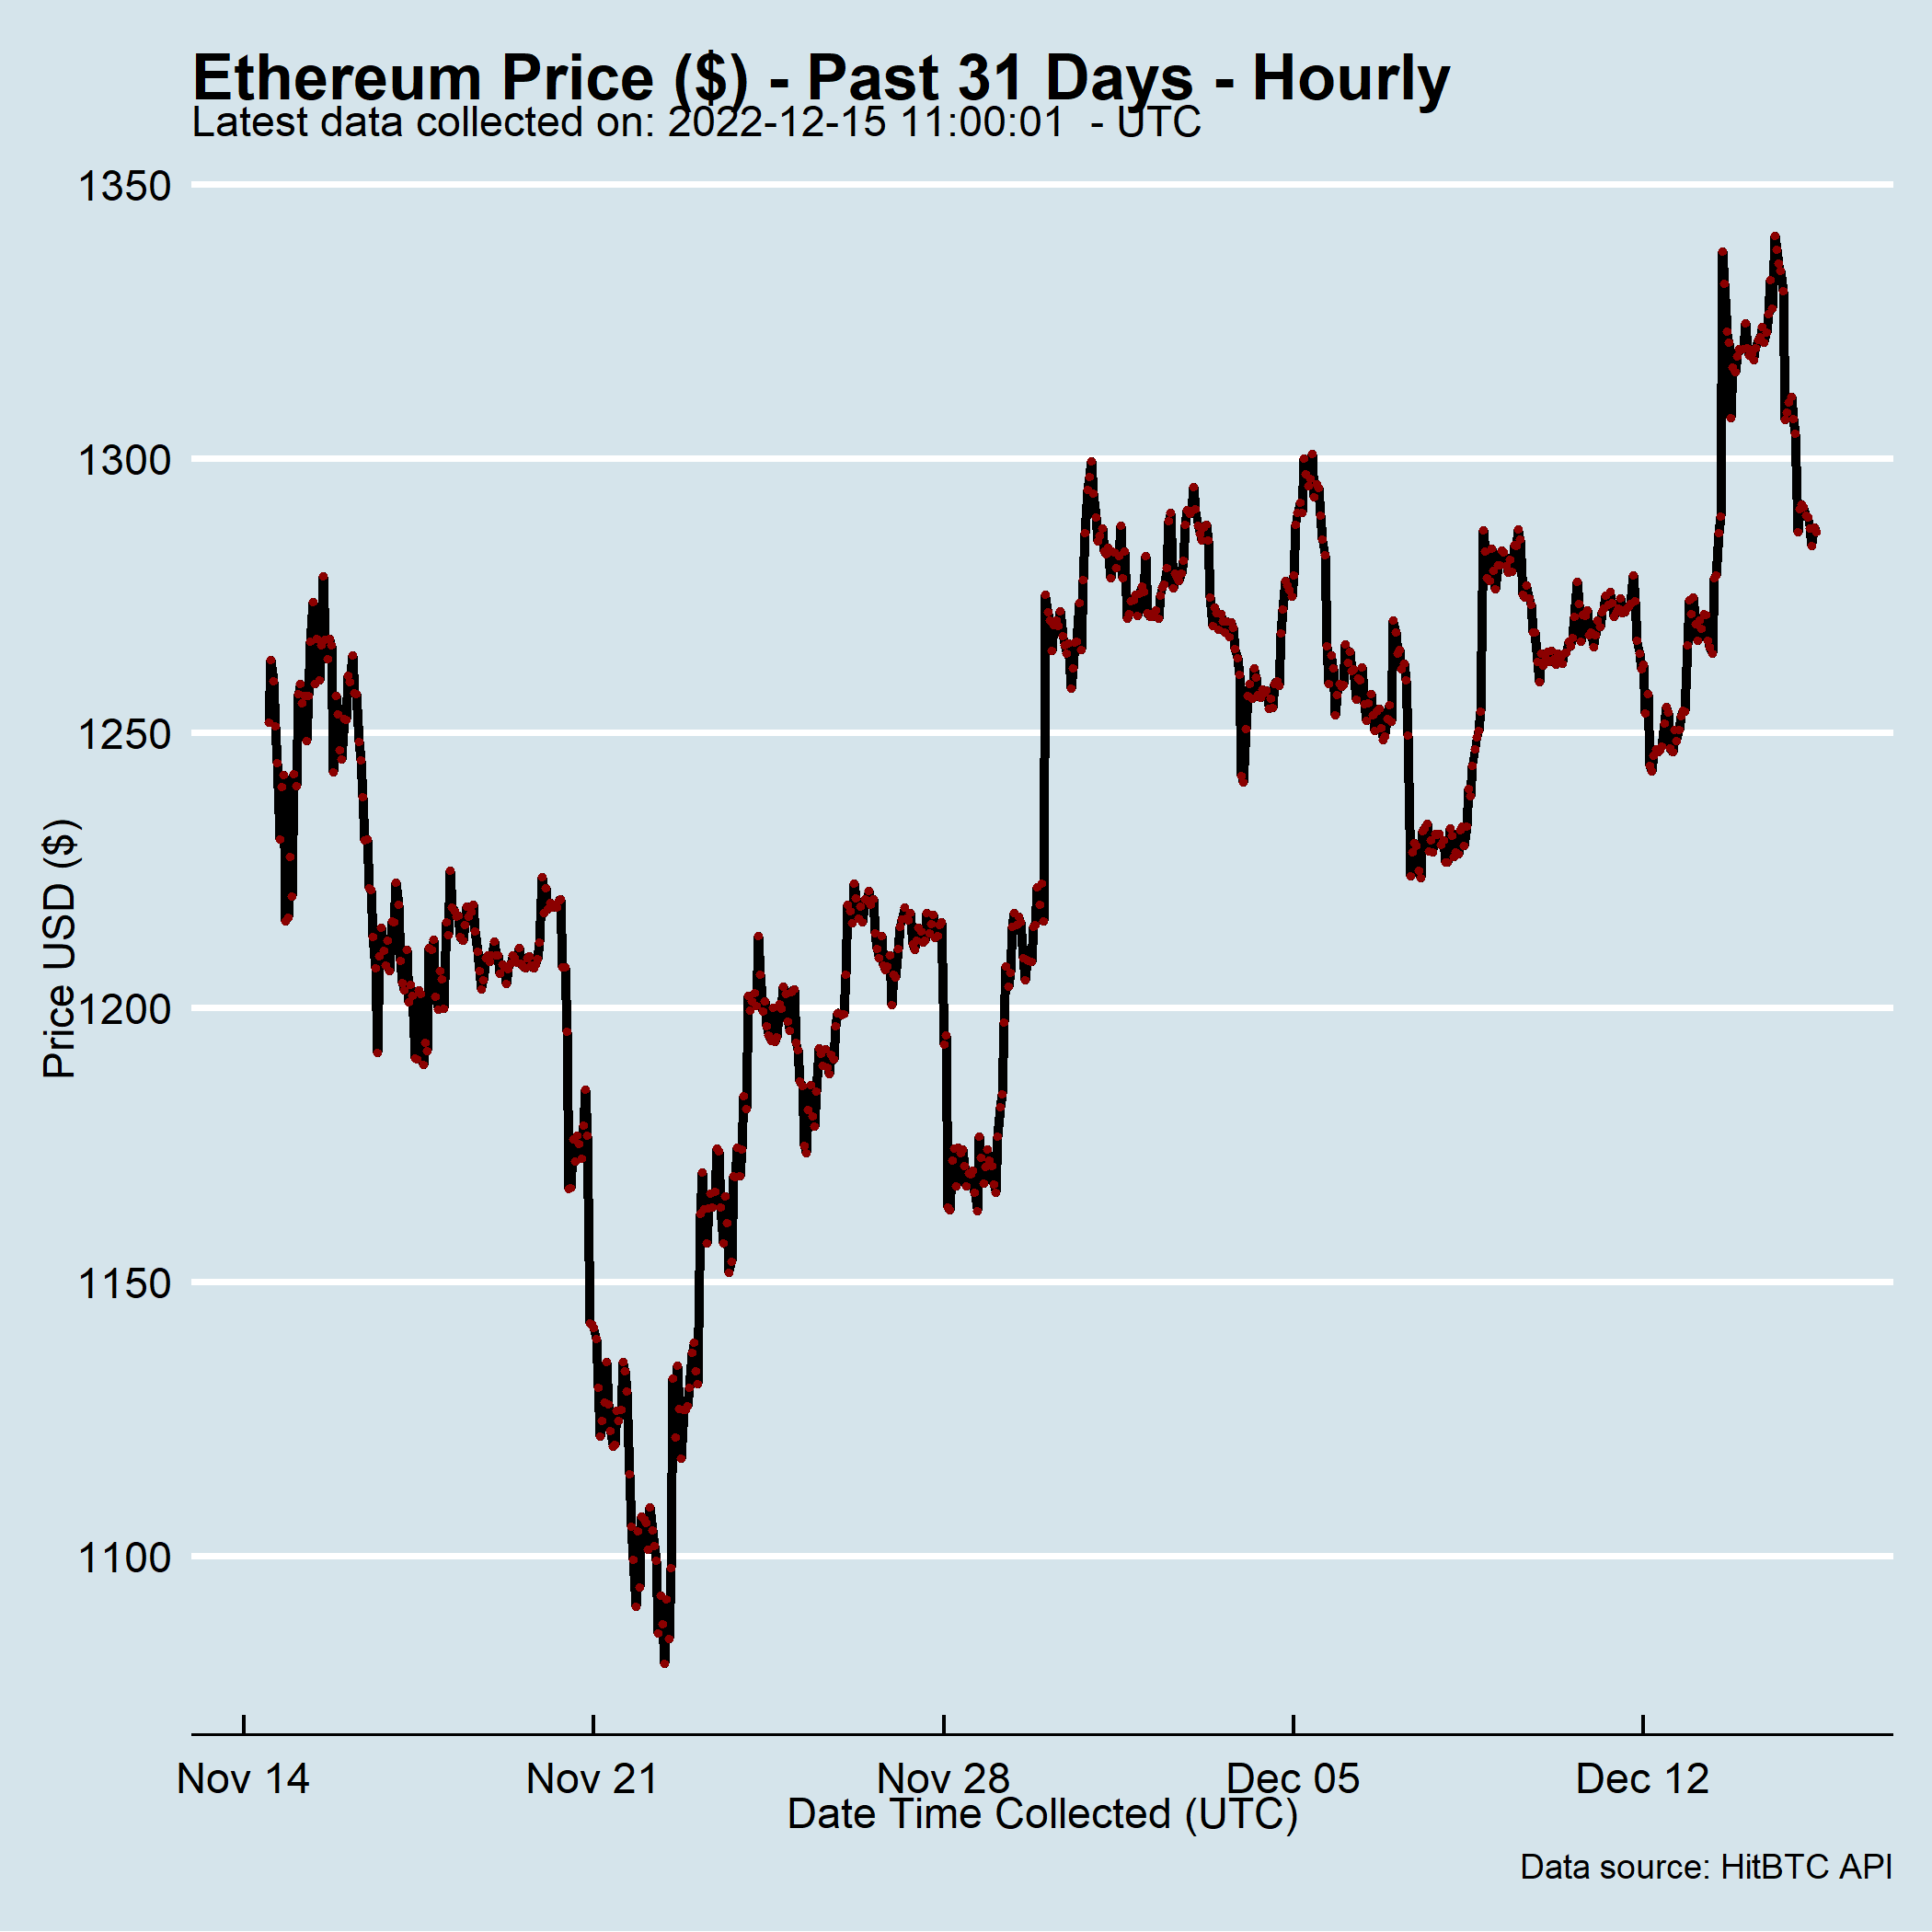 Ethereum Price ($) - Past 31 Days - Hourly
Latest data collected on: 2022-12-15 11:00:01  - UTC
1350
1300
1250
1200
1150
1100
Price USD ($)
Nov 14 Nov 21 Nov 28 Dec 05 Dec 12
Date Time Collected (UTC)
Data source: HitBTC API